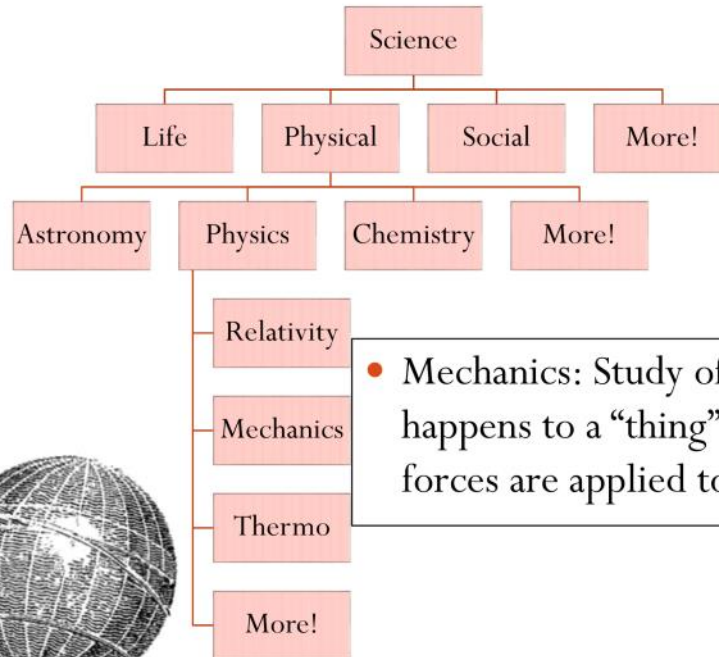 Science
Life
Physical
Social
More!
Astronomy
Physics
Chemistry
More!
Relativity
Mechanics
Thermo
More!
• Mechanics: Study of
happens to a “thing”
forces are applied to